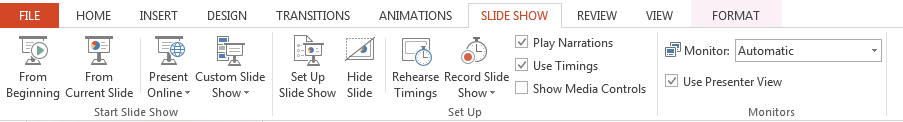 FILE HOME INSERT DESIGN TRANSITIONS ANIMATIONS SLIDE SHOW REVIEW VIEW FORMAT
From Beginning
From Current Slide
Present Online
Custom Slide Show
Start Slide Show
Set Up Slide Show
Hide Slide
Rehearse Timings
Record Slide Show
Play Narrations
Use Timings
Show Media Controls
Set Up
Monitor: Automatic
Use Presenter View
Monitors